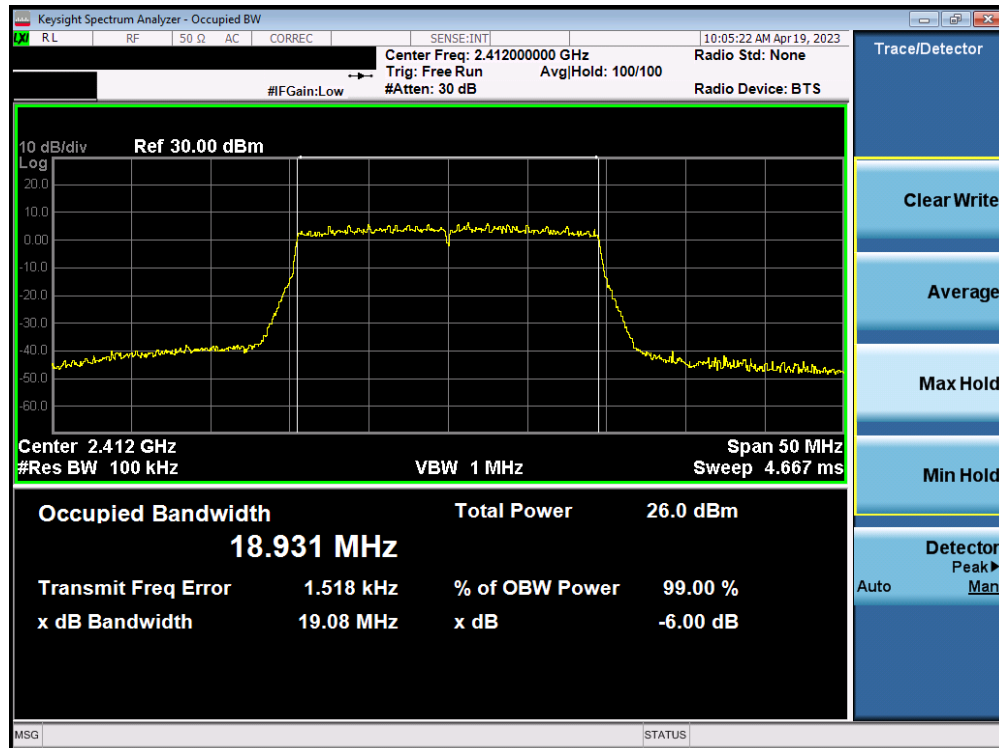 Keysight Spectrum Analyzer - Occupied BW
LXI RL RF 50 Ω AC CORREC SENSE:INT 10:05:22 AM Apr 19, 2023
Center Freq: 2.412000000 GHz Radio Std: None
Trig: Free Run Avg|Hold: 100/100
#IFGain:Low #Atten: 30 dB Radio Device: BTS
10 dB/div Ref 30.00 dBm
Log
20.0
10.0
0.00
-10.0
-20.0
-30.0
-40.0
-50.0
-60.0
Center 2.412 GHz Span 50 MHz
#Res BW 100 kHz VBW 1 MHz Sweep 4.667 ms
Occupied Bandwidth Total Power 26.0 dBm
18.931 MHz
Transmit Freq Error 1.518 kHz % of OBW Power 99.00 %
x dB Bandwidth 19.08 MHz x dB -6.00 dB
MSG STATUS
Trace/Detector
Clear Write
Average
Max Hold
Min Hold
Detector
Peak▶
Auto Man